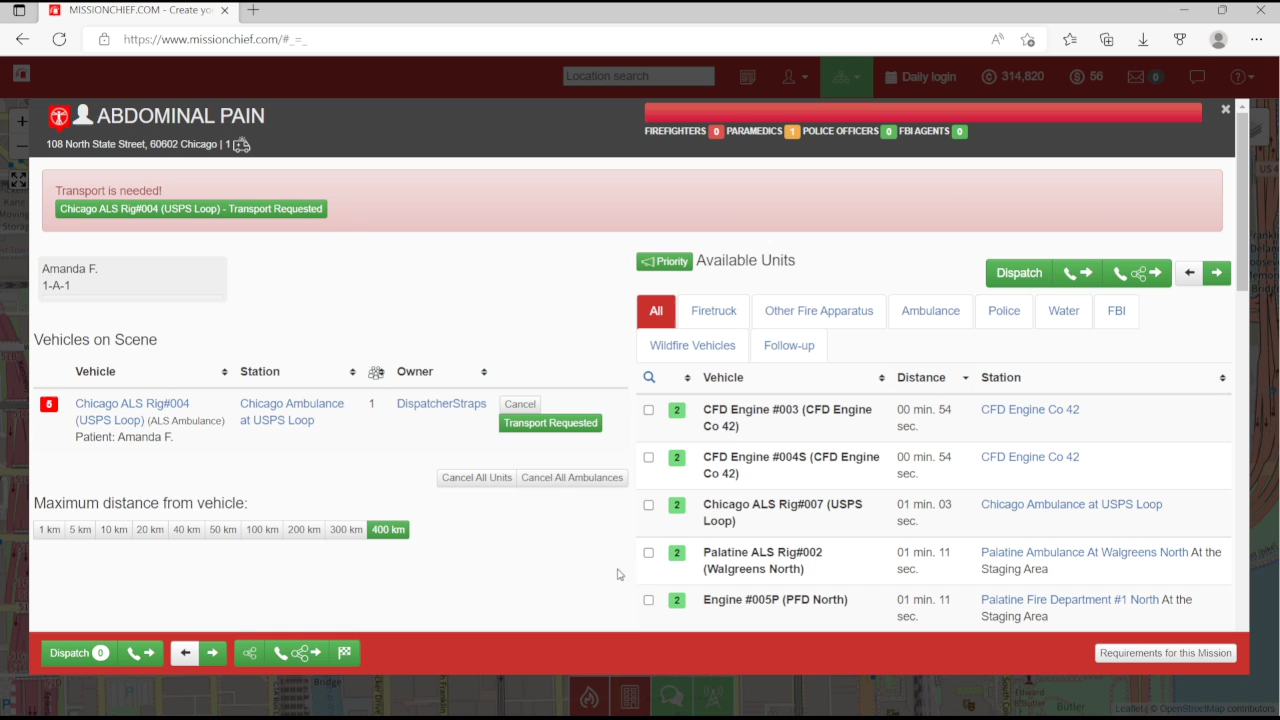 MISSIONCHIEF.COM - Create yo
https://www.missionchief.com/#_=_
Location search
Daily login
314,820
56
0
ABDOMINAL PAIN
108 North State Street, 60602 Chicago | 1
FIREFIGHTERS 0 PARAMEDICS 1 POLICE OFFICERS 0 FBI AGENTS 0
Transport is needed!
Chicago ALS Rig#004 (USPS Loop) - Transport Requested
Amanda F.
1-A-1
Vehicles on Scene
Vehicle Station Owner
5 Chicago ALS Rig#004 (USPS Loop) (ALS Ambulance)
Patient: Amanda F.
Chicago Ambulance at USPS Loop
1 DispatcherStraps
Cancel
Transport Requested
Cancel All Units Cancel All Ambulances
Maximum distance from vehicle:
1 km 5 km 10 km 20 km 40 km 50 km 100 km 200 km 300 km 400 km
Priority Available Units
Dispatch
All Firetruck Other Fire Apparatus Ambulance Police Water FBI
Wildfire Vehicles Follow-up
Vehicle Distance Station
2 CFD Engine #003 (CFD Engine Co 42) 00 min. 54 sec. CFD Engine Co 42
2 CFD Engine #004S (CFD Engine Co 42) 00 min. 54 sec. CFD Engine Co 42
2 Chicago ALS Rig#007 (USPS Loop) 01 min. 03 sec. Chicago Ambulance at USPS Loop
2 Palatine ALS Rig#002 (Walgreens North) 01 min. 11 sec. Palatine Ambulance At Walgreens North At the Staging Area
2 Engine #005P (PFD North) 01 min. 11 sec. Palatine Fire Department #1 North At the Staging Area
Dispatch 0
Requirements for this Mission
Bridge
Butler
Leaflet | © OpenStreetMap contributors